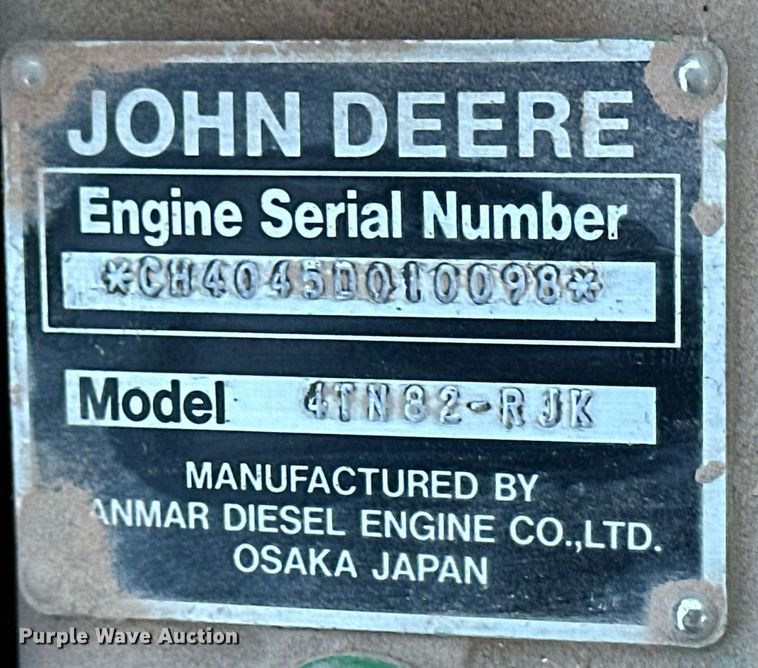 JOHN DEERE
Engine Serial Number
*CH4045D010098*
Model 4TN82-RJK
MANUFACTURED BY
ANMAR DIESEL ENGINE CO.,LTD.
OSAKA JAPAN
Purple Wave Auction